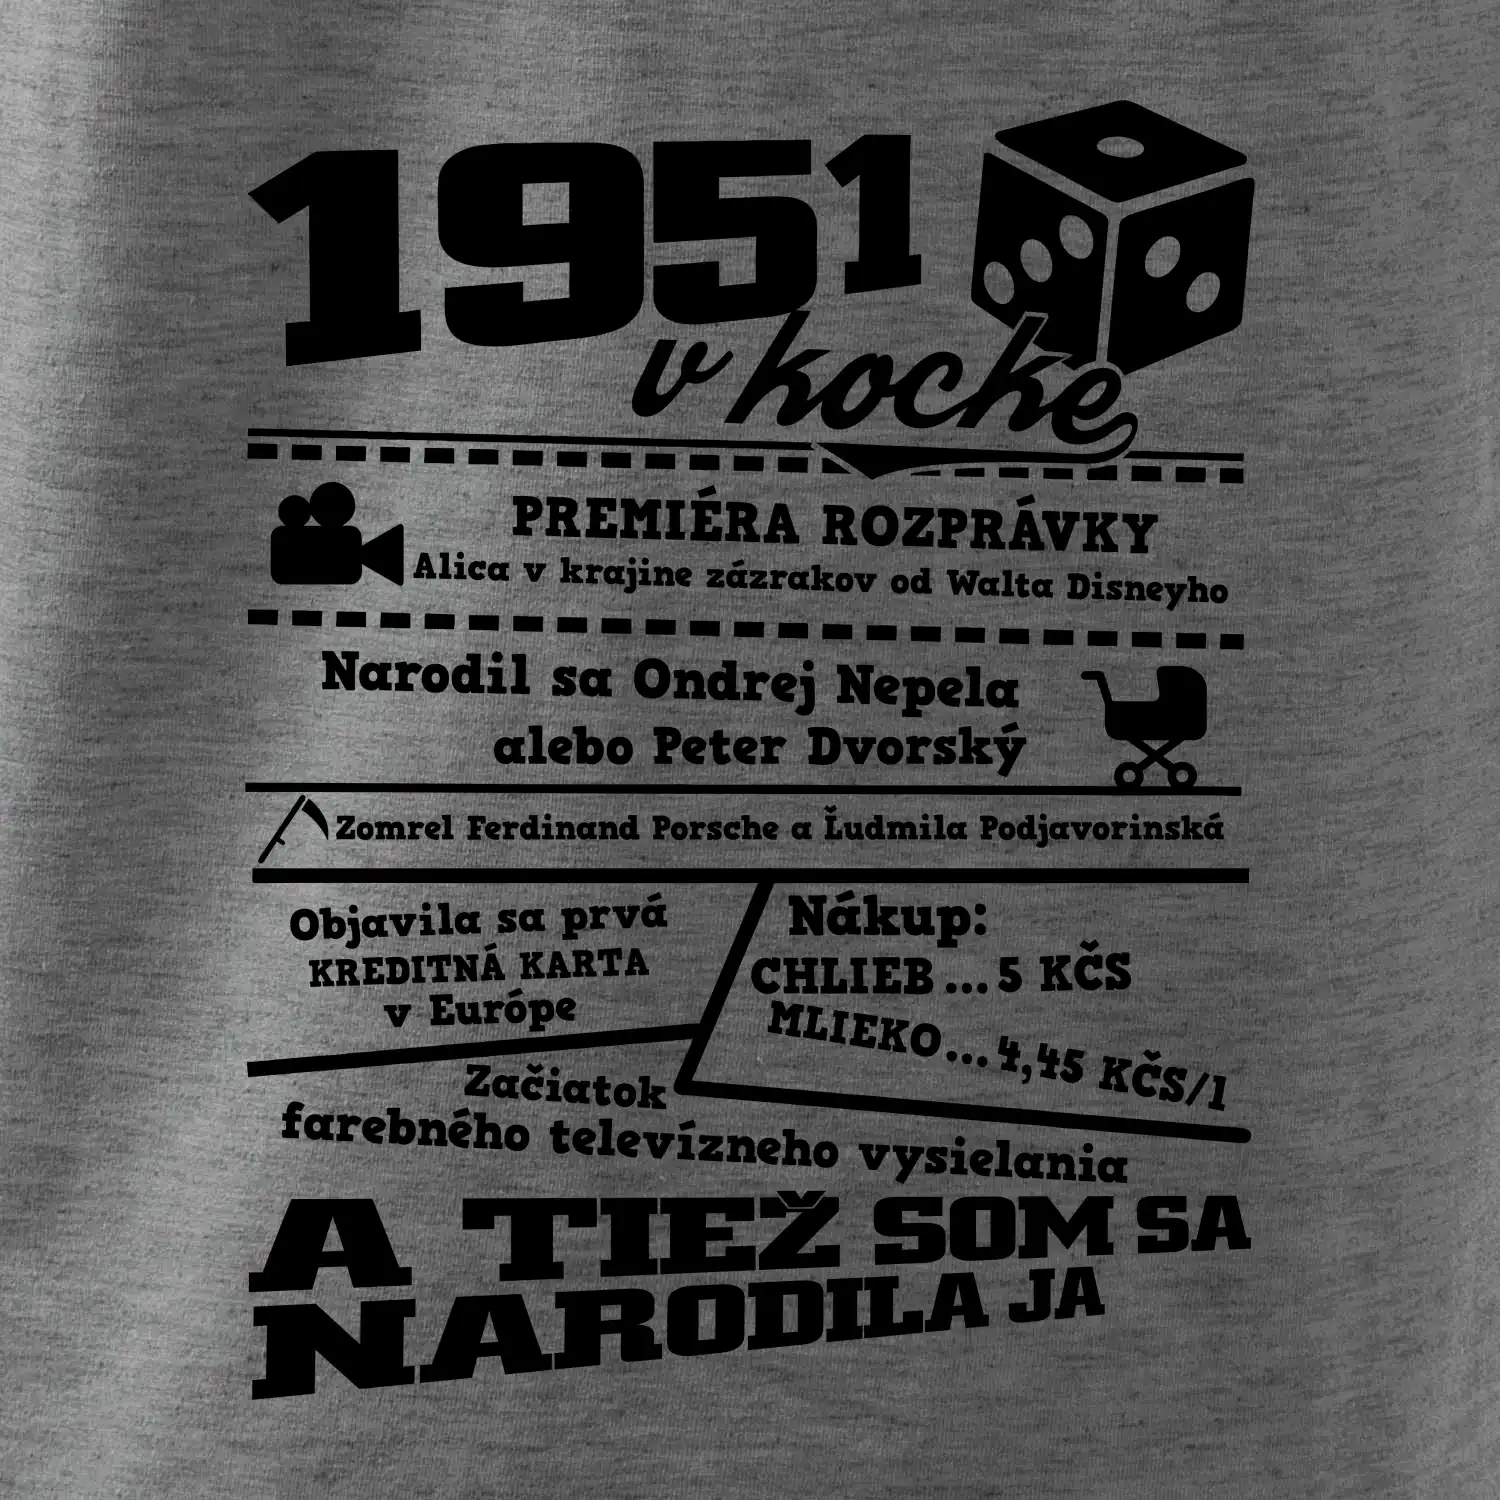 1951
v kocke
PREMIÉRA ROZPRÁVKY
Alica v krajine zázrakov od Walta Disneyho
Narodil sa Ondrej Nepela
alebo Peter Dvorský
Zomrel Ferdinand Porsche a Ľudmila Podjavorinská
Objavila sa prvá
KREDITNÁ KARTA
v Európe
Nákup:
CHLIEB...5 KČS
MLIEKO...4,45 KČS/l
Začiatok
farebného televízneho vysielania
A TIEŽ SOM SA
NARODILA JA